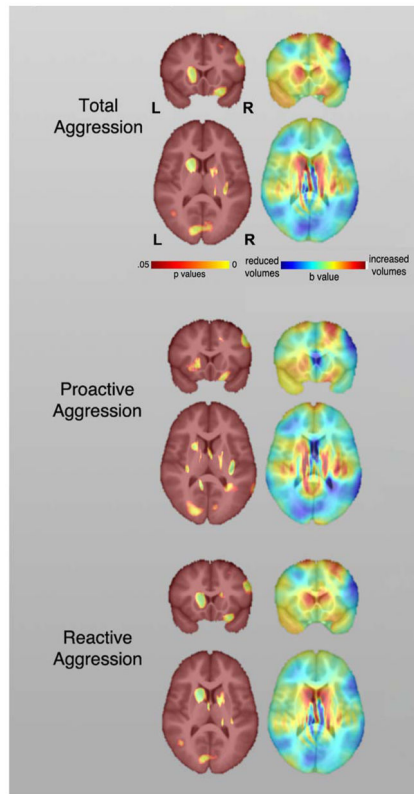 Total
Aggression
L R
L R
.05 0 reduced volumes increased volumes
p values b value
Proactive
Aggression
Reactive
Aggression